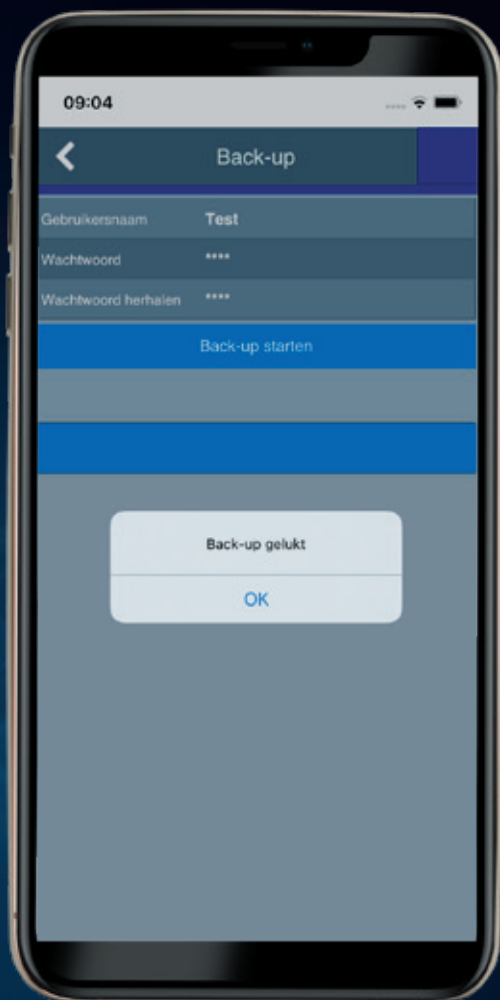 09:04
Back-up
Gebruikersnaam Test
Wachtwoord ****
Wachtwoord herhalen ****
Back-up starten
Back-up gelukt
OK